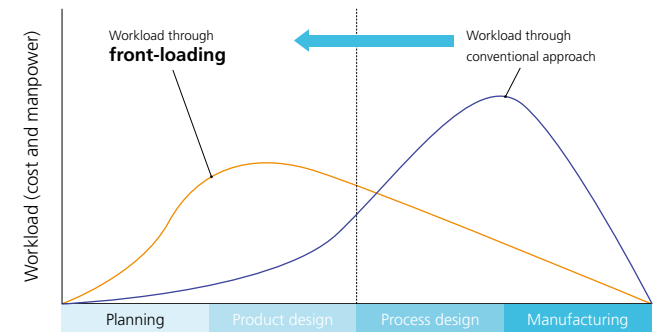 Workload through
front-loading
Workload through
conventional approach
Workload (cost and manpower)
Planning
Product design
Process design
Manufacturing